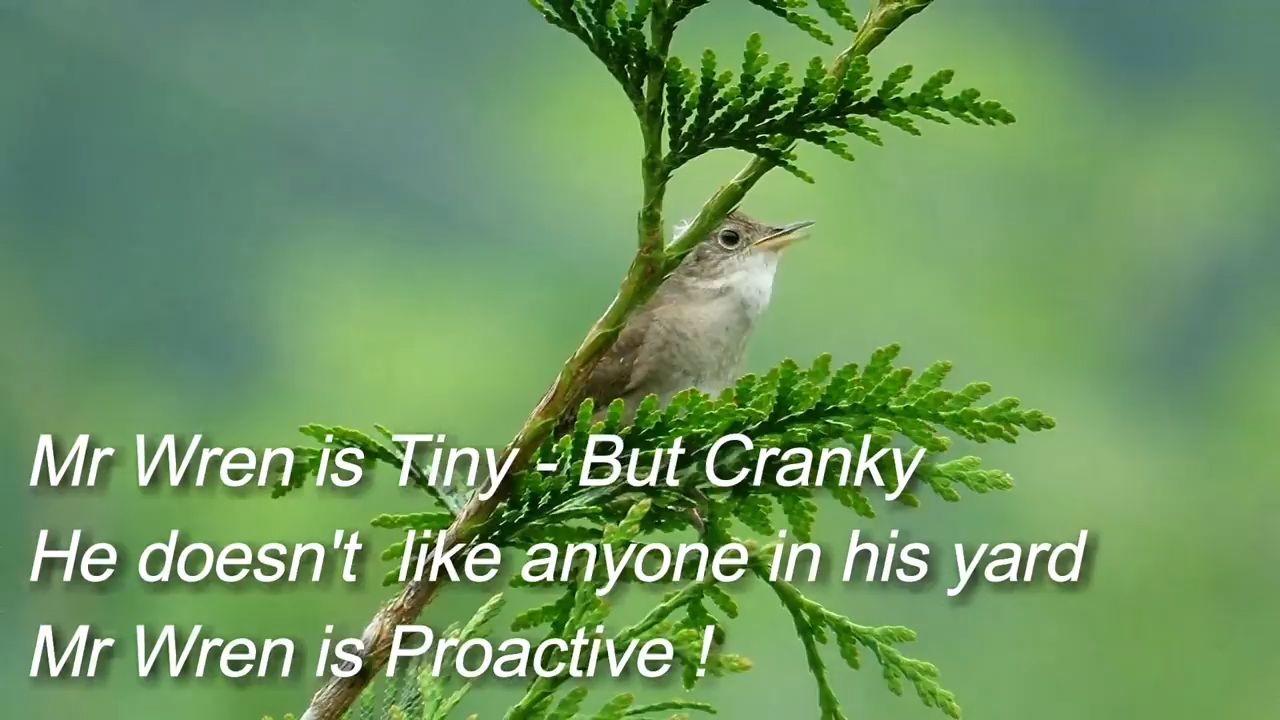 Mr Wren is Tiny - But Cranky
He doesn't  like anyone in his yard
Mr Wren is Proactive !